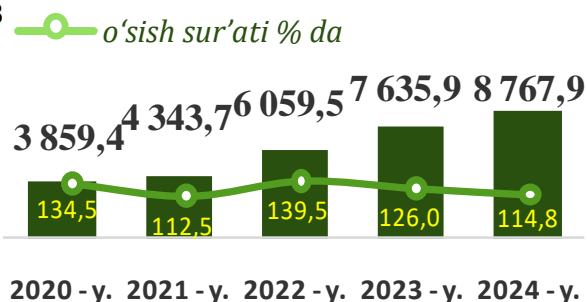 o‘sish sur’ati % da
3 859,4 4 343,7 6 059,5 7 635,9 8 767,9
134,5 112,5 139,5 126,0 114,8
2020 - y. 2021 - y. 2022 - y. 2023 - y. 2024 - y.